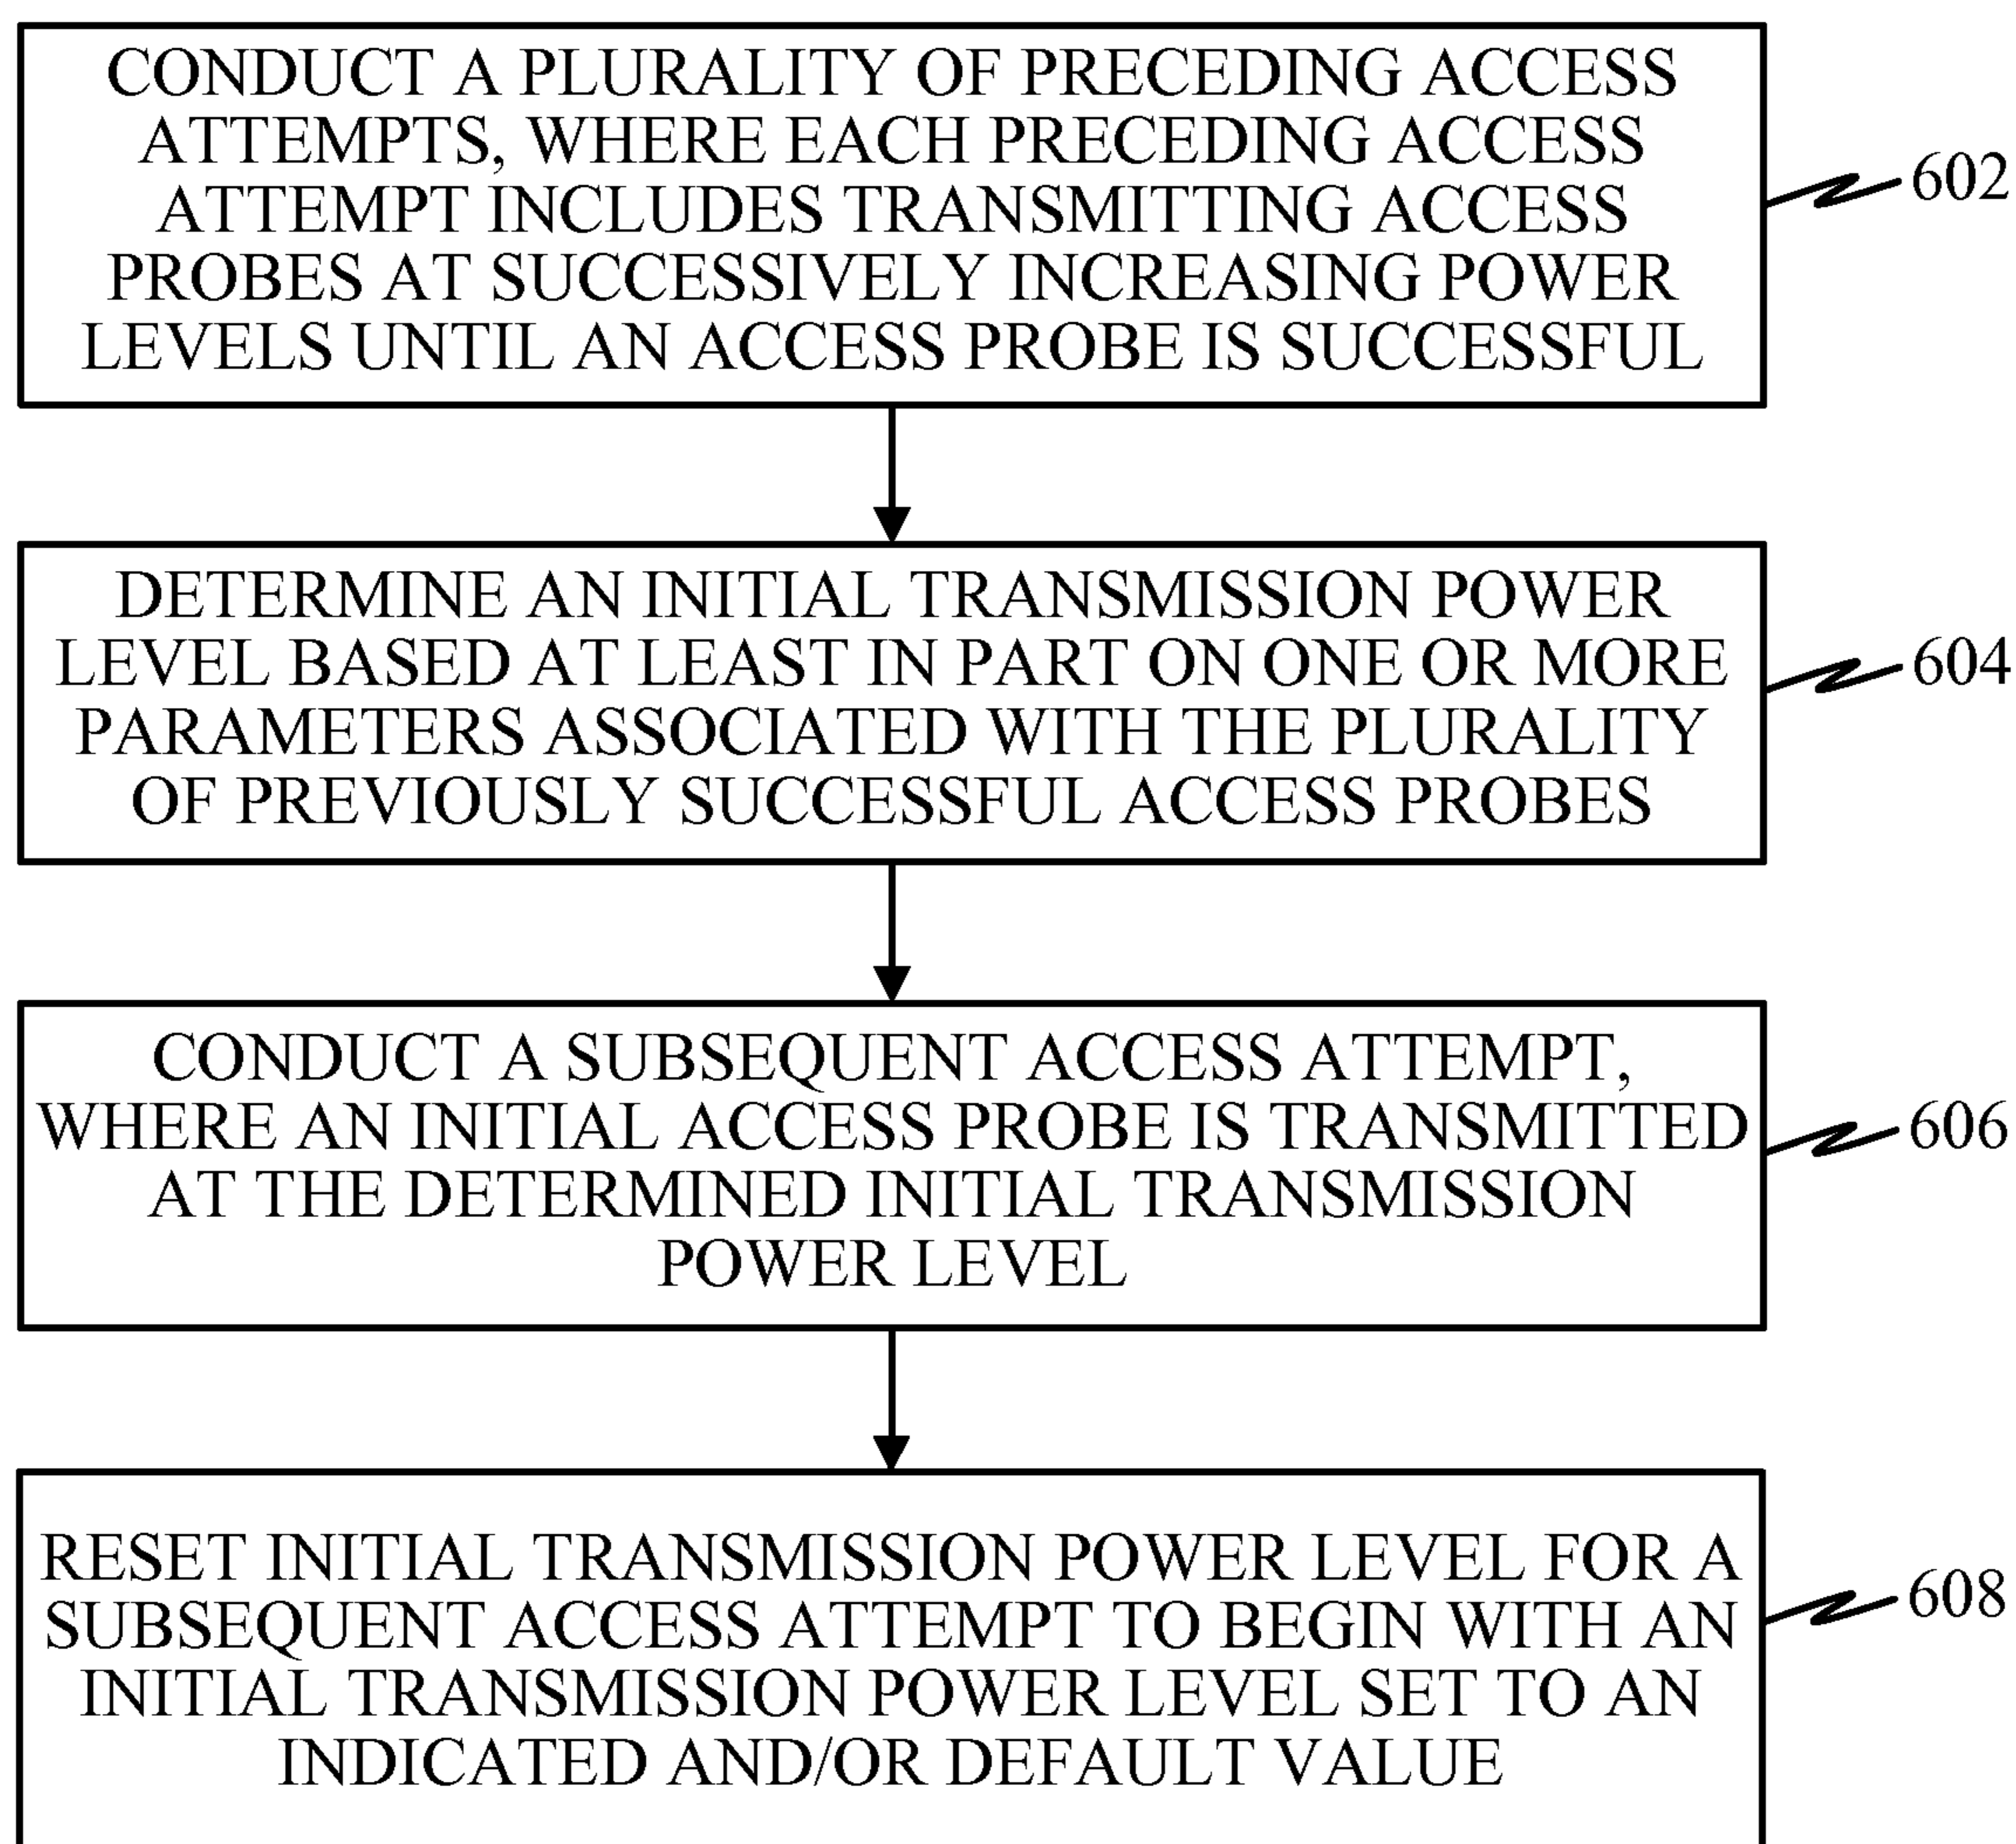 CONDUCT A PLURALITY OF PRECEDING ACCESS
ATTEMPTS, WHERE EACH PRECEDING ACCESS
ATTEMPT INCLUDES TRANSMITTING ACCESS
PROBES AT SUCCESSIVELY INCREASING POWER
LEVELS UNTIL AN ACCESS PROBE IS SUCCESSFUL
602
DETERMINE AN INITIAL TRANSMISSION POWER
LEVEL BASED AT LEAST IN PART ON ONE OR MORE
PARAMETERS ASSOCIATED WITH THE PLURALITY
OF PREVIOUSLY SUCCESSFUL ACCESS PROBES
604
CONDUCT A SUBSEQUENT ACCESS ATTEMPT,
WHERE AN INITIAL ACCESS PROBE IS TRANSMITTED
AT THE DETERMINED INITIAL TRANSMISSION
POWER LEVEL
606
RESET INITIAL TRANSMISSION POWER LEVEL FOR A
SUBSEQUENT ACCESS ATTEMPT TO BEGIN WITH AN
INITIAL TRANSMISSION POWER LEVEL SET TO AN
INDICATED AND/OR DEFAULT VALUE
608